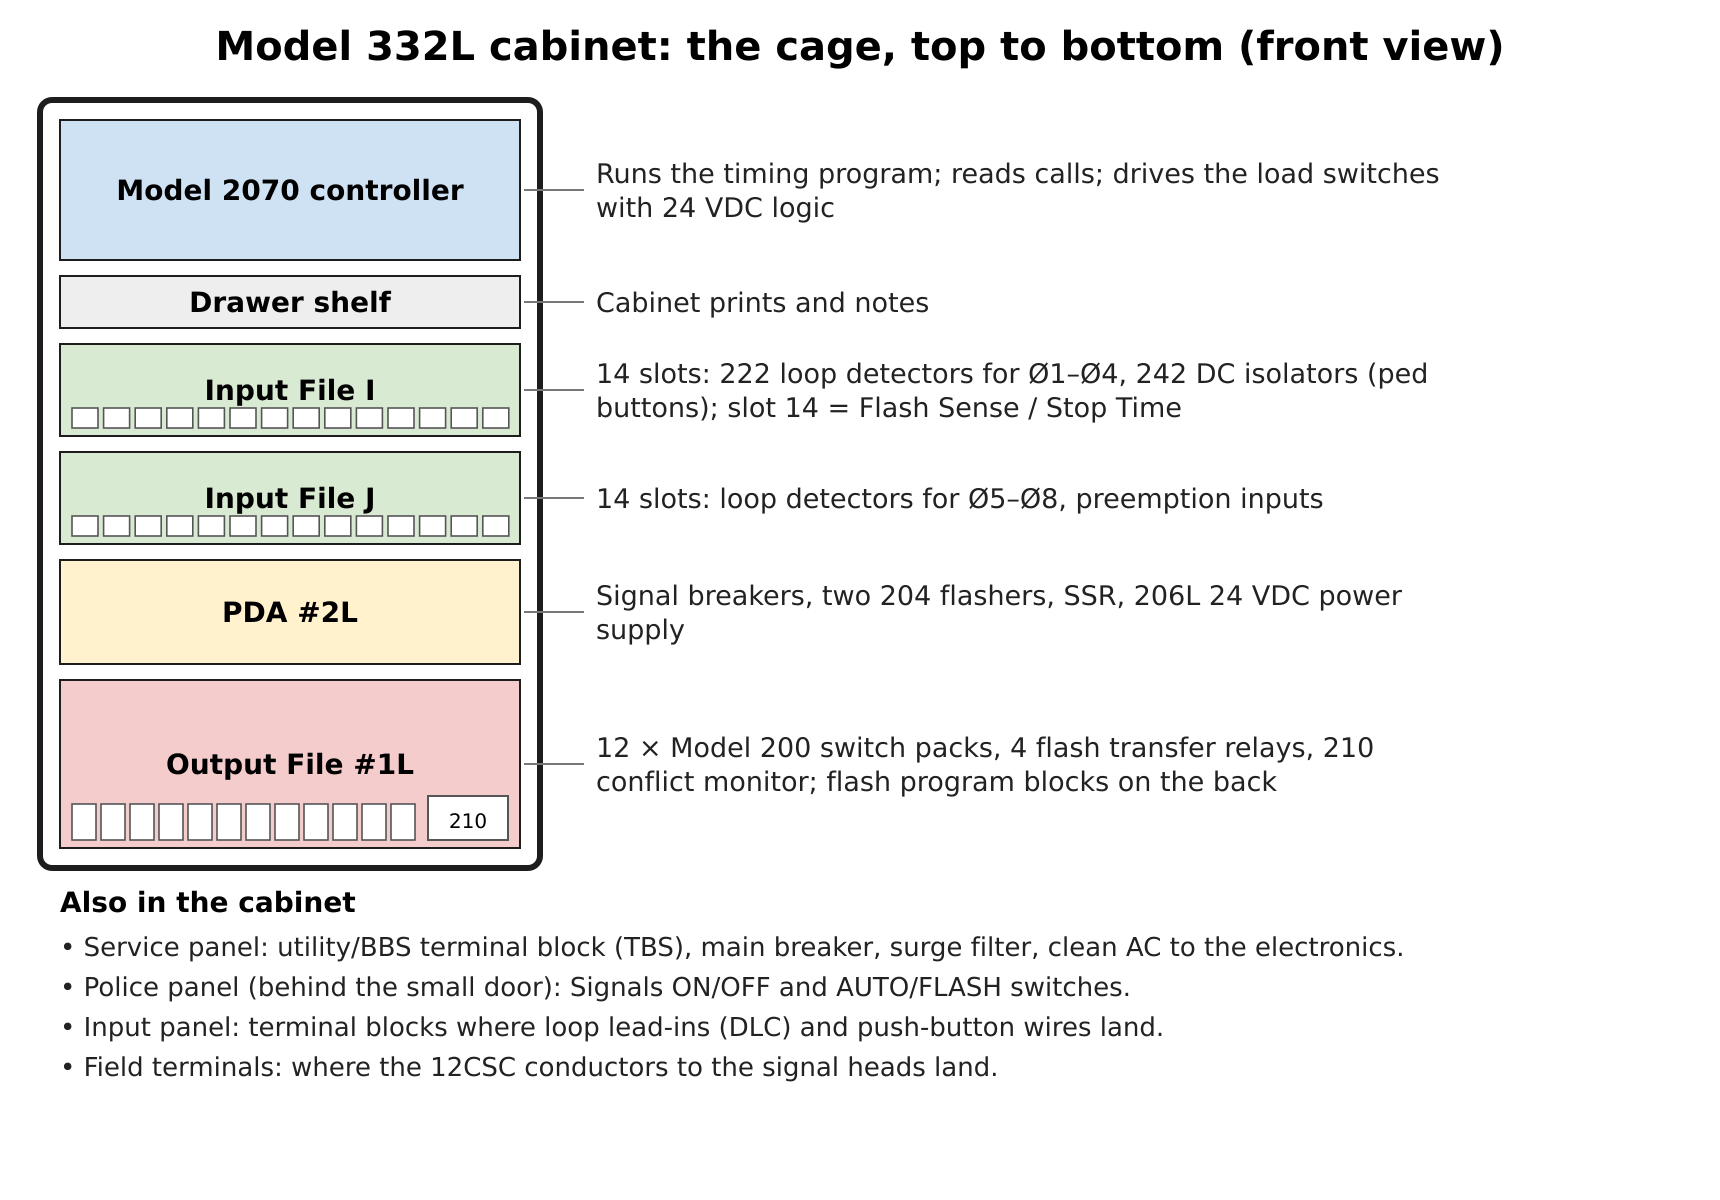 Model 332L cabinet: the cage, top to bottom (front view)
Model 2070 controller
Runs the timing program; reads calls; drives the load switches
with 24 VDC logic
Drawer shelf
Cabinet prints and notes
Input File I
14 slots: 222 loop detectors for Ø1–Ø4, 242 DC isolators (ped
buttons); slot 14 = Flash Sense / Stop Time
Input File J
14 slots: loop detectors for Ø5–Ø8, preemption inputs
PDA #2L
Signal breakers, two 204 flashers, SSR, 206L 24 VDC power
supply
Output File #1L
12 × Model 200 switch packs, 4 flash transfer relays, 210
conflict monitor; flash program blocks on the back
210
Also in the cabinet
• Service panel: utility/BBS terminal block (TBS), main breaker, surge filter, clean AC to the electronics.
• Police panel (behind the small door): Signals ON/OFF and AUTO/FLASH switches.
• Input panel: terminal blocks where loop lead-ins (DLC) and push-button wires land.
• Field terminals: where the 12CSC conductors to the signal heads land.